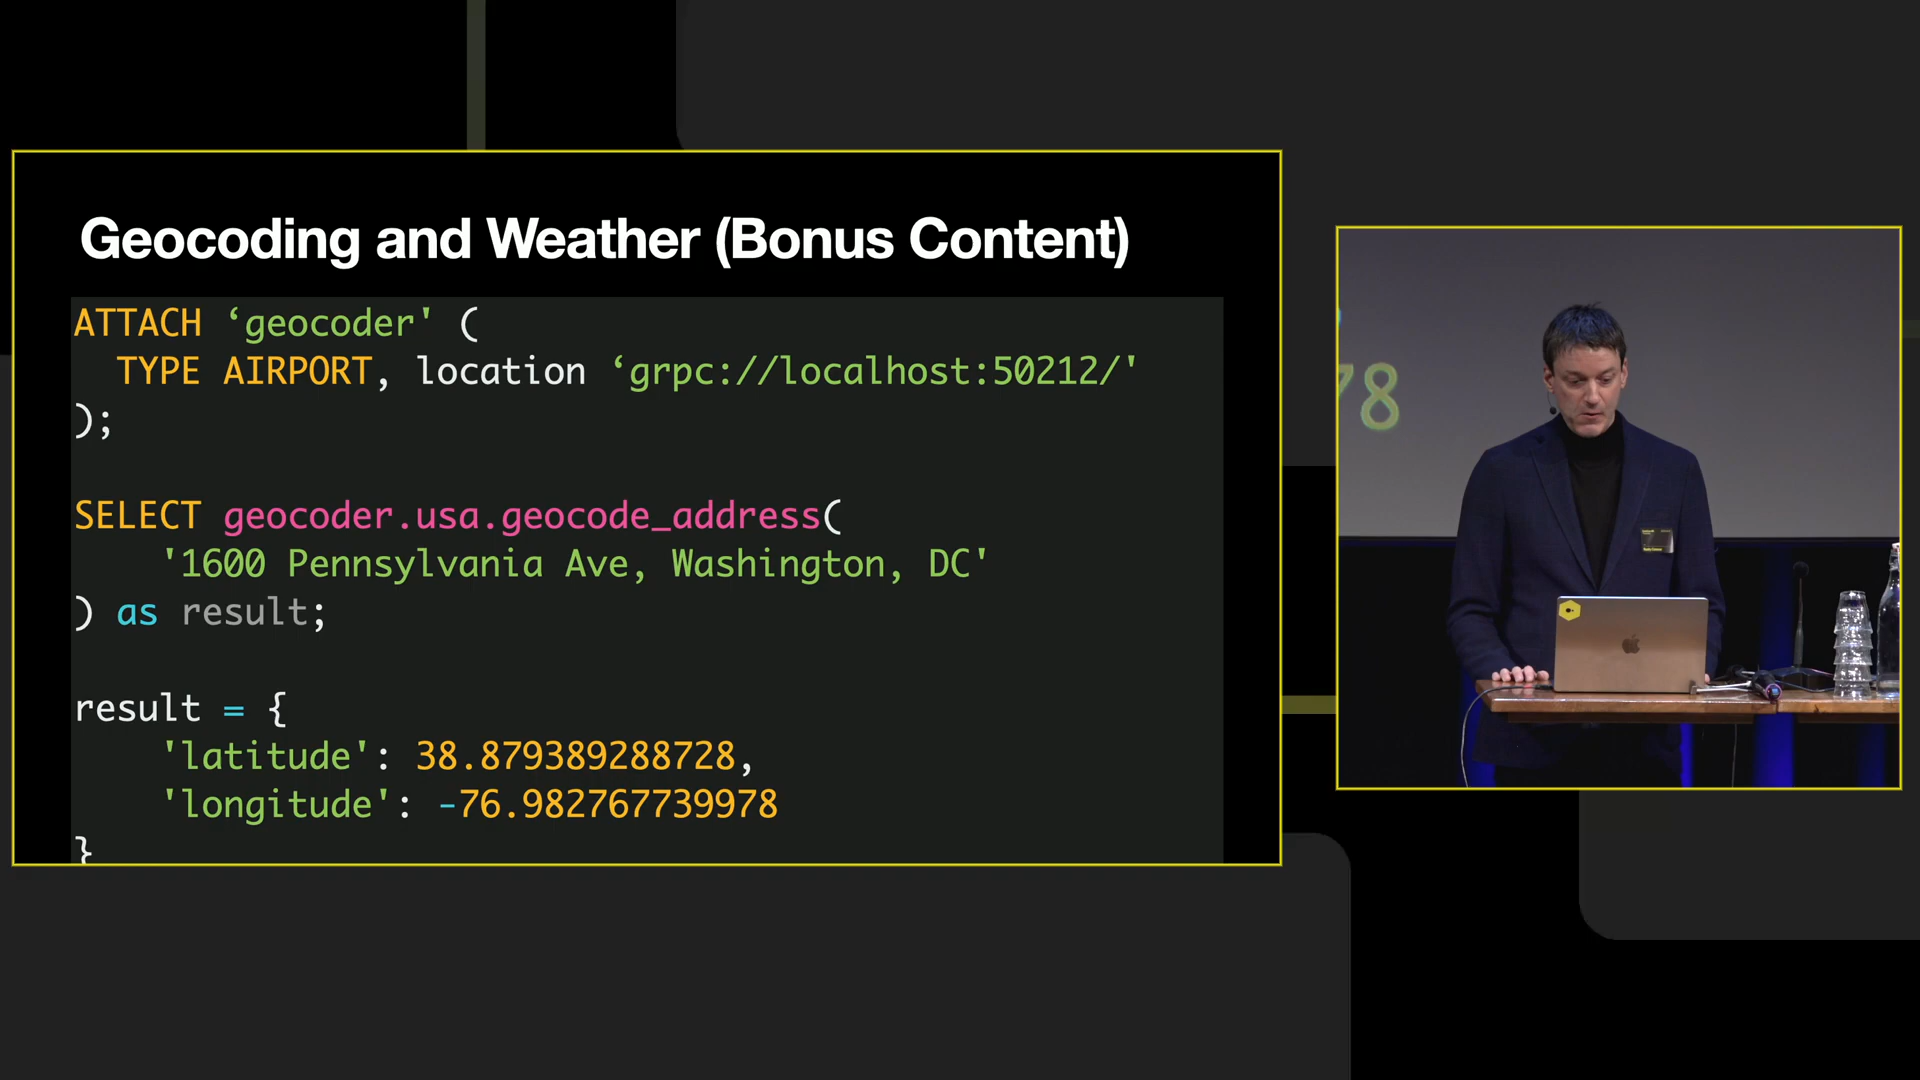 Geocoding and Weather (Bonus Content)
ATTACH ‘geocoder' (
  TYPE AIRPORT, location ‘grpc://localhost:50212/'
);
SELECT geocoder.usa.geocode_address(
    '1600 Pennsylvania Ave, Washington, DC'
) as result;
result = {
    'latitude': 38.879389288728,
    'longitude': -76.982767739978
}
78